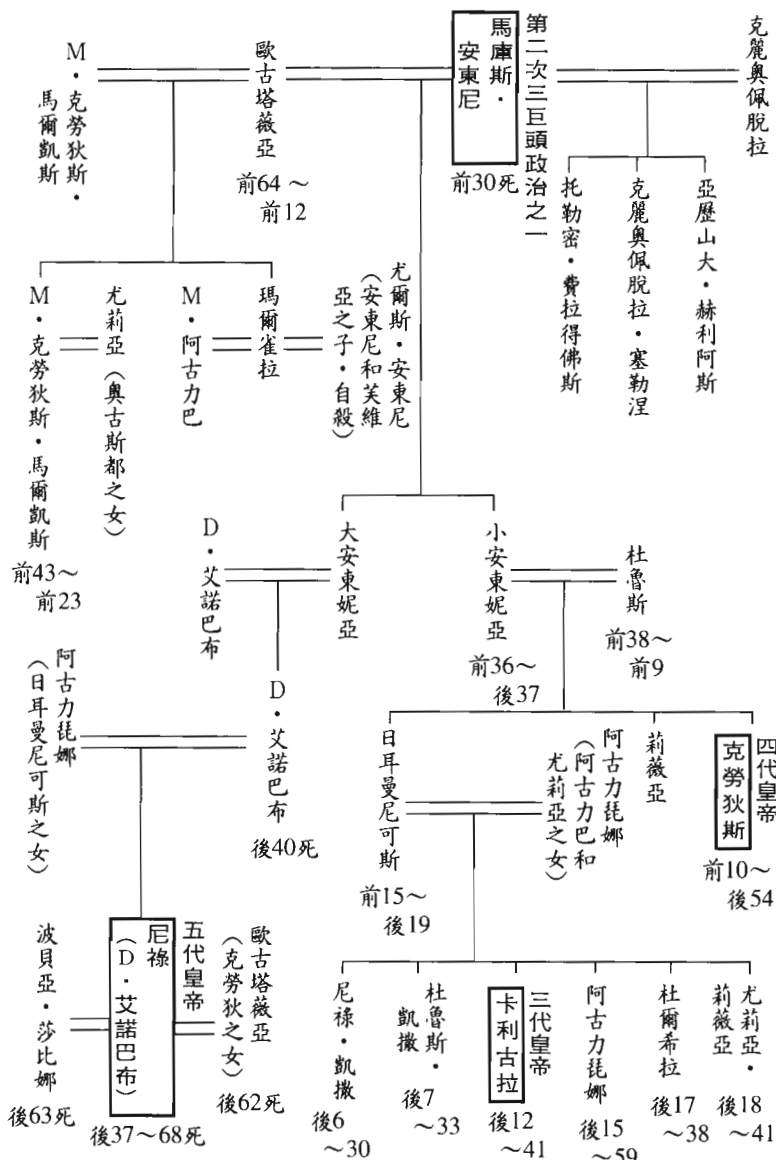 克麗奧佩脫拉
第二次三巨頭政治之一
馬庫斯・
安東尼
前30死
歐古塔薇亞
前64～
前12
M・克勞狄斯・
馬爾凱斯
亞歷山大・赫利阿斯
克麗奧佩脫拉・塞勒涅
托勒密・費拉得佛斯
尤爾斯・安東尼
（安東尼和芙維
亞之子・自殺）
瑪爾雀拉
M・阿古力巴
尤莉亞（奧古斯都之女）
M・克勞狄斯・馬爾凱斯
前43～
前23
杜魯斯
前38～
前9
小安東妮亞
前36～
後37
大安東妮亞
D・艾諾巴布
四代皇帝
克勞狄斯
前10～
後54
莉薇亞
阿古力琵娜
（阿古力巴和
尤莉亞之女）
日耳曼尼可斯
前15～
後19
D・艾諾巴布
後40死
阿古力琵娜
（日耳曼尼可斯之女）
尤莉亞・
莉薇亞
後18
～41
杜爾希拉
後17
～38
阿古力琵娜
後15
～59
三代皇帝
卡利古拉
後12
～41
杜魯斯・
凱撒
後7
～33
尼祿・凱撒
後6
～30
歐古塔薇亞
（克勞狄之女）
後62死
五代皇帝
尼祿
（D・艾諾巴布）
後37～68死
波貝亞・莎比娜
後63死